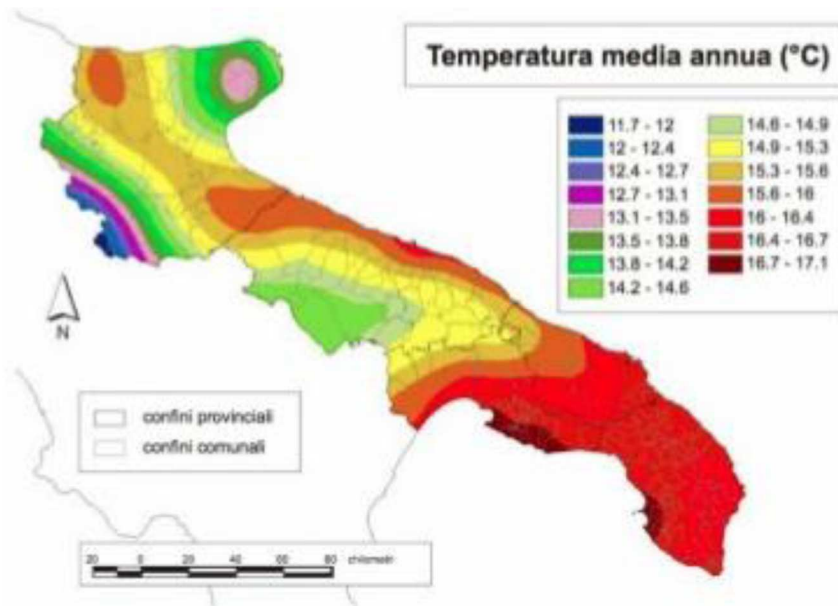 Temperatura media annua (°C)
11.7 - 12
12 - 12.4
12.4 - 12.7
12.7 - 13.1
13.1 - 13.5
13.5 - 13.8
13.8 - 14.2
14.2 - 14.6
14.6 - 14.9
14.9 - 15.3
15.3 - 15.6
15.6 - 16
16 - 16.4
16.4 - 16.7
16.7 - 17.1
N
confini provinciali
confini comunali
20 0 20 40 60 80 chilometri